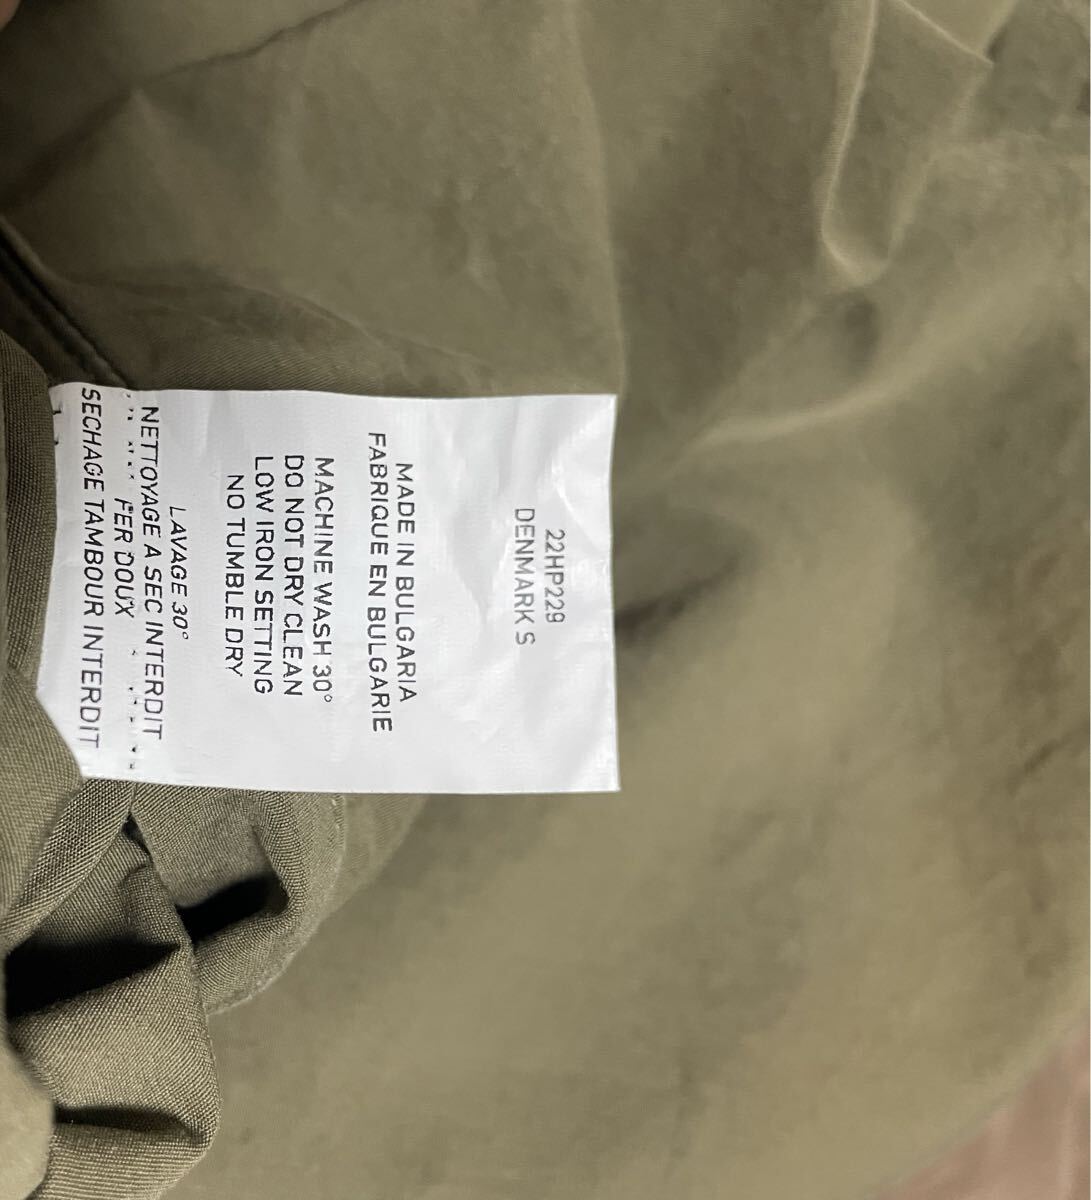 22HP229
DENMARK S
MADE IN BULGARIA
FABRIQUE EN BULGARIE
MACHINE WASH 30°
DO NOT DRY CLEAN
LOW IRON SETTING
NO TUMBLE DRY
LAVAGE 30°
NETTOYAGE A SEC INTERDIT
FER DOUX
SECHAGE TAMBOUR INTERDIT